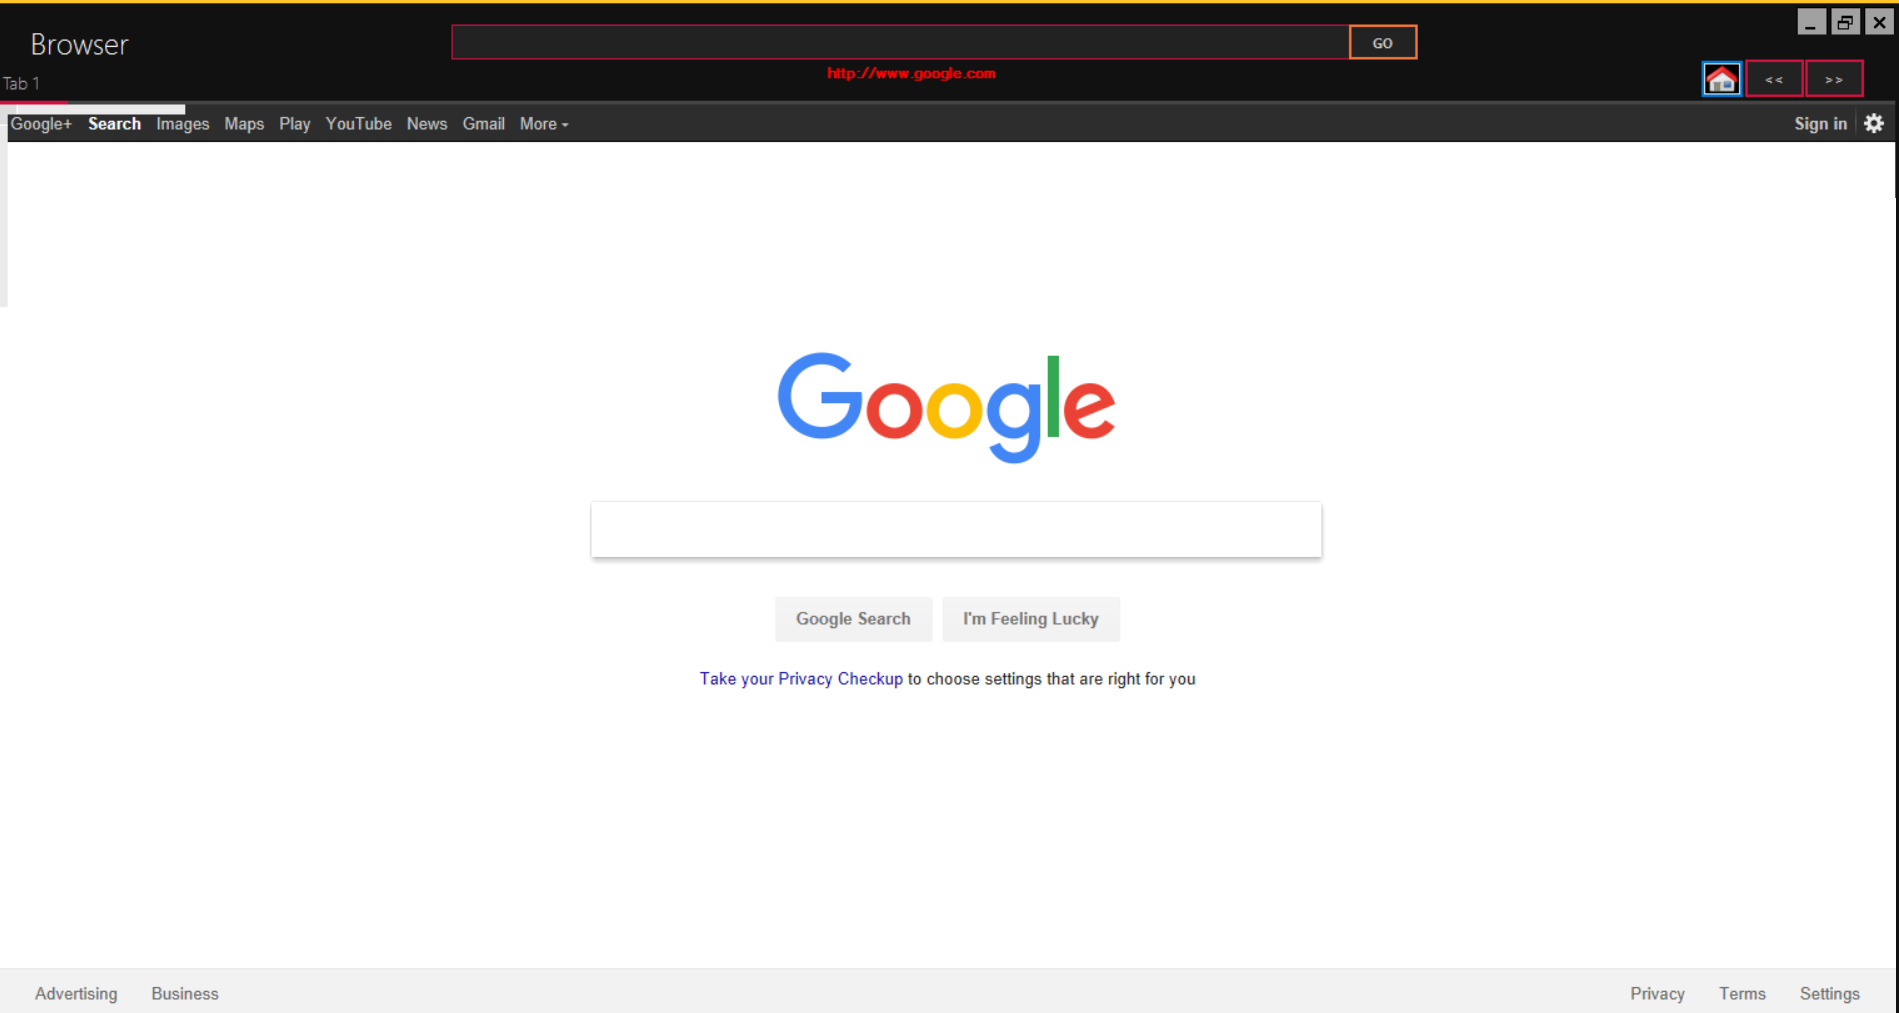 Browser
GO
http://www.google.com
Tab 1
<< >>
Google+ Search Images Maps Play YouTube News Gmail More Sign in
Google
Google Search I'm Feeling Lucky
Take your Privacy Checkup to choose settings that are right for you
Advertising Business Privacy Terms Settings